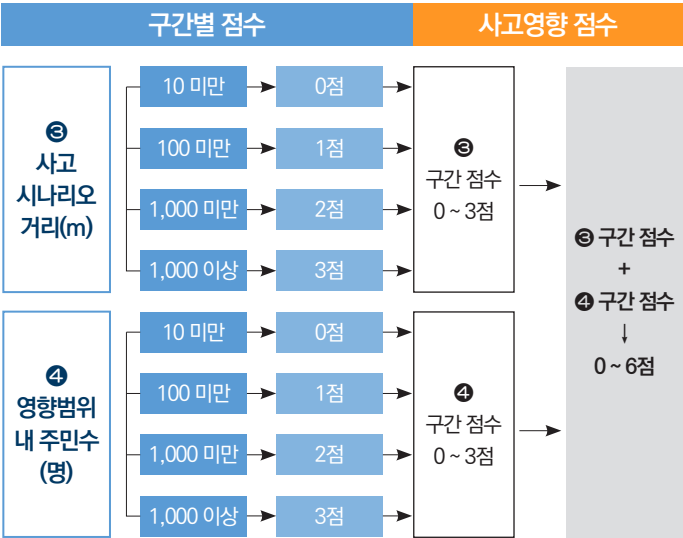 구간별 점수
사고영향 점수
❸
사고
시나리오
거리(m)
10 미만
0점
100 미만
1점
1,000 미만
2점
1,000 이상
3점
❸
구간 점수
0 ~ 3점
❹
영향범위
내 주민수
(명)
10 미만
0점
100 미만
1점
1,000 미만
2점
1,000 이상
3점
❹
구간 점수
0 ~ 3점
❸ 구간 점수
+
❹ 구간 점수
↓
0 ~ 6점